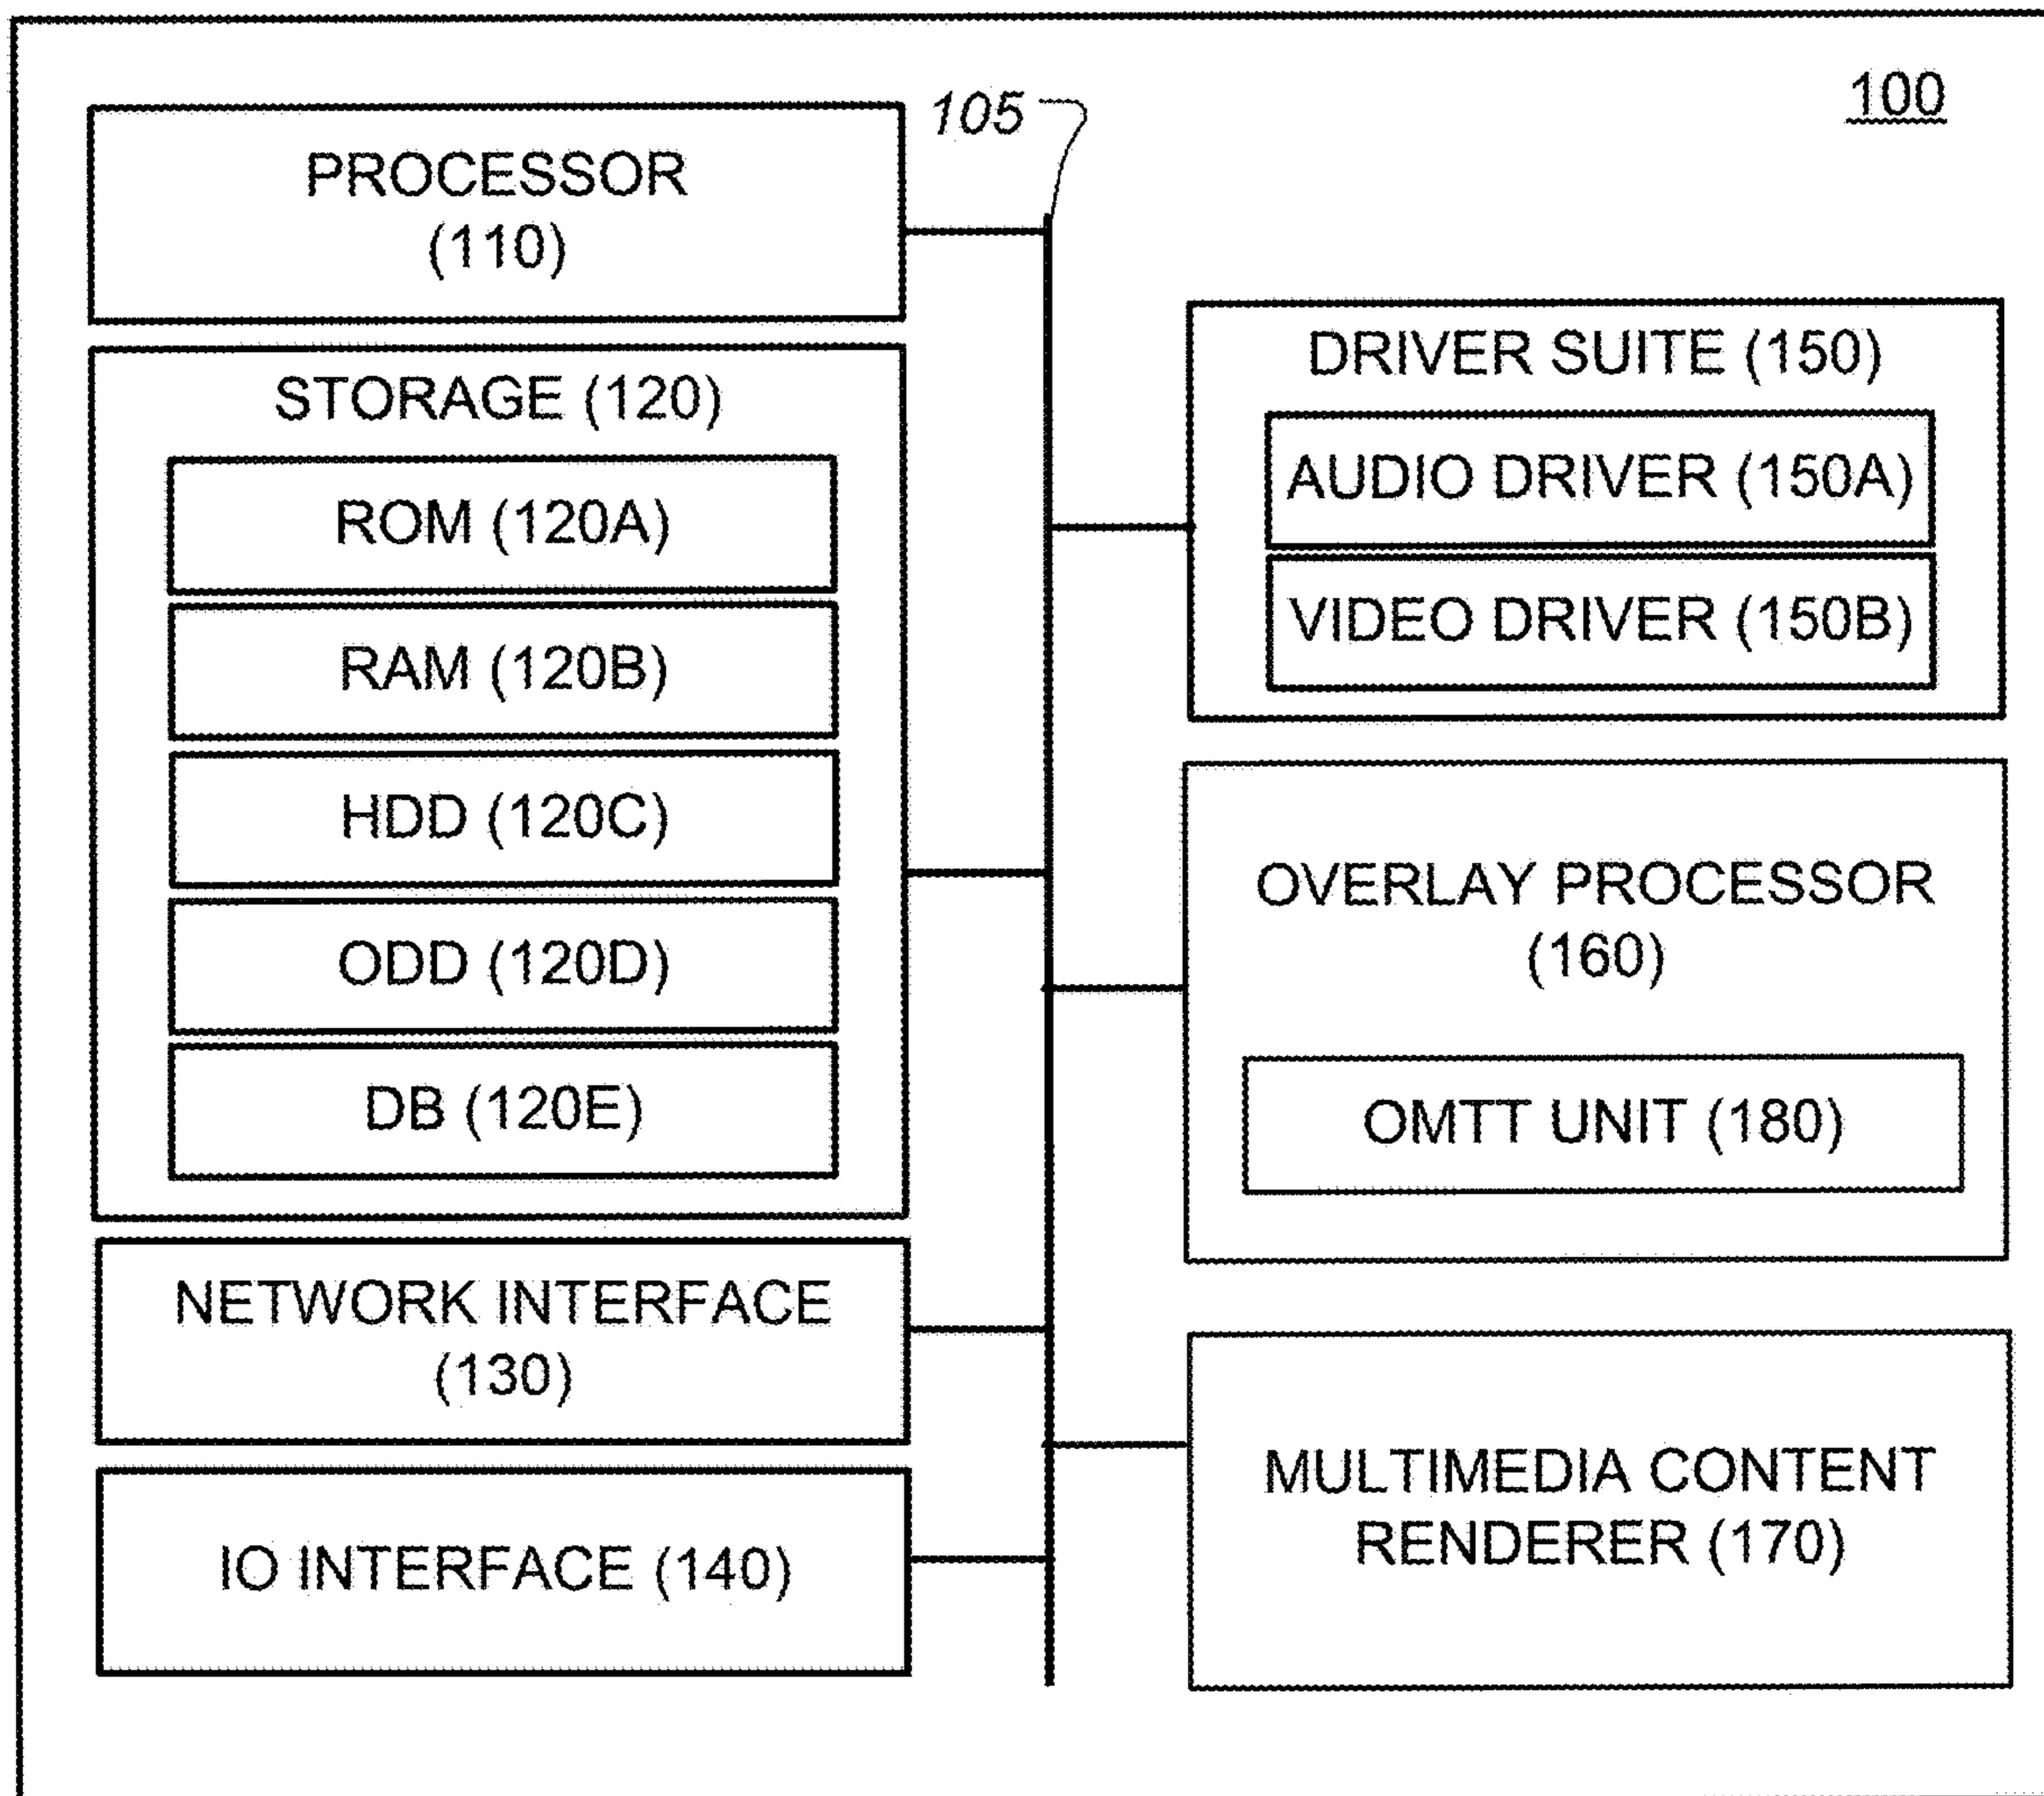 100
105
PROCESSOR
(110)
STORAGE (120)
ROM (120A)
RAM (120B)
HDD (120C)
ODD (120D)
DB (120E)
NETWORK INTERFACE
(130)
IO INTERFACE (140)
DRIVER SUITE (150)
AUDIO DRIVER (150A)
VIDEO DRIVER (150B)
OVERLAY PROCESSOR
(160)
OMTT UNIT (180)
MULTIMEDIA CONTENT
RENDERER (170)